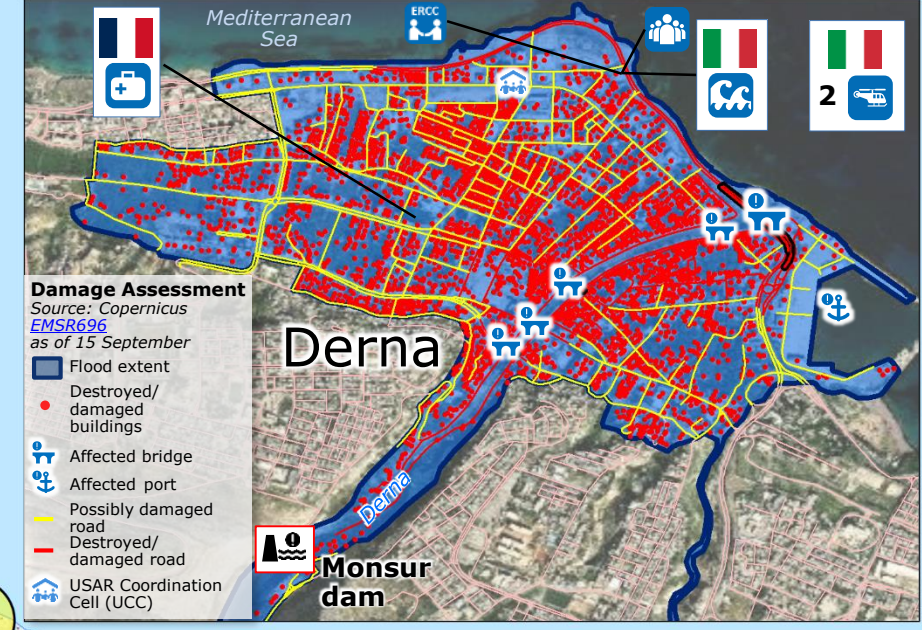 Mediterranean
Sea
ERCC
2
Damage Assessment
Source: Copernicus
EMSR696
as of 15 September
Flood extent
Destroyed/
damaged
buildings
Affected bridge
Affected port
Possibly damaged
road
Destroyed/
damaged road
USAR Coordination
Cell (UCC)
Derna
Derna
Monsur
dam